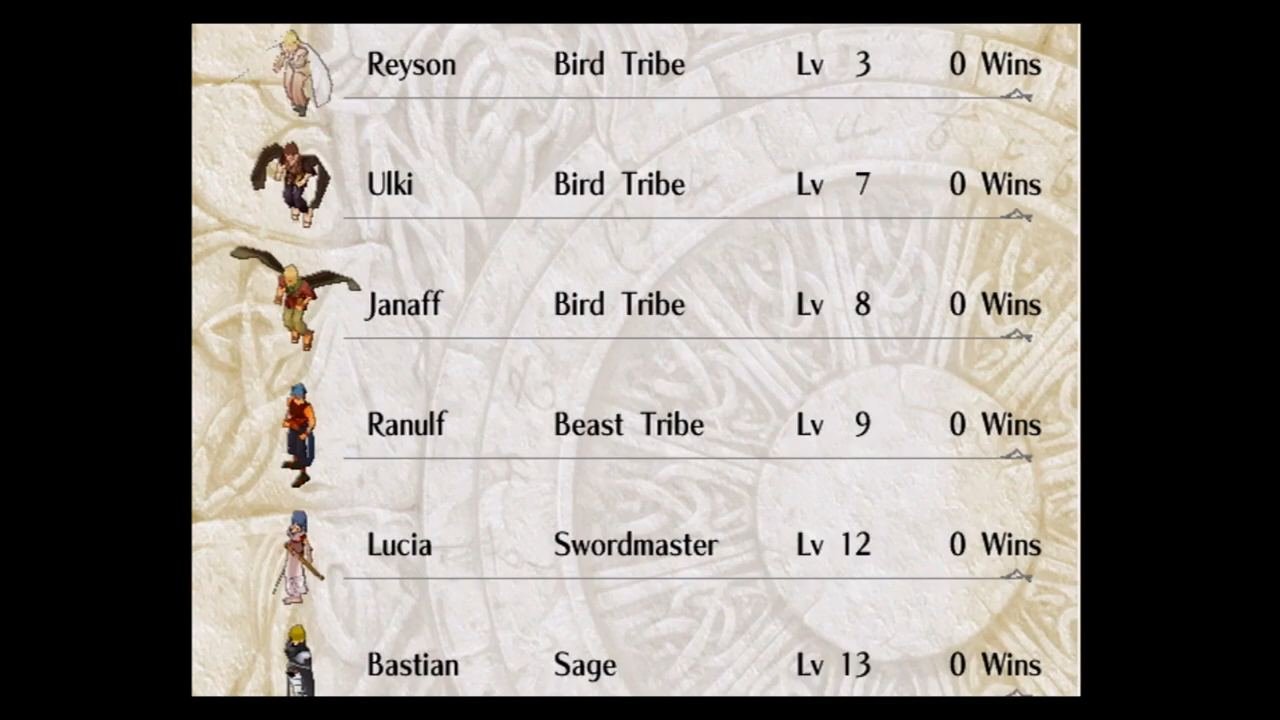 Reyson Bird Tribe Lv 3 0 Wins
Ulki Bird Tribe Lv 7 0 Wins
Janaff Bird Tribe Lv 8 0 Wins
Ranulf Beast Tribe Lv 9 0 Wins
Lucia Swordmaster Lv 12 0 Wins
Bastian Sage Lv 13 0 Wins